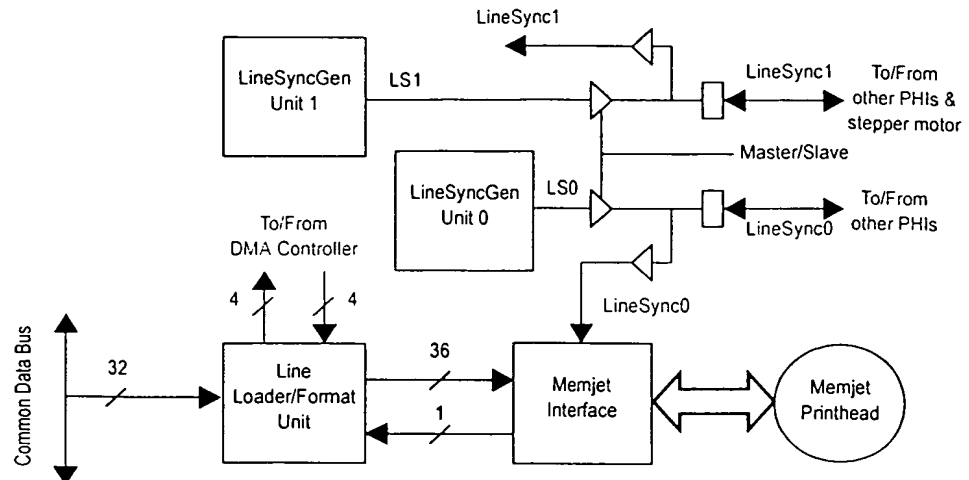 LineSync1
LineSyncGen
Unit 1
LS1
LineSync1
To/From
other PHIs &
stepper motor
Master/Slave
LineSyncGen
Unit 0
LS0
LineSync0
To/From
other PHIs
To/From
DMA Controller
4
4
LineSync0
Common Data Bus
32
Line
Loader/Format
Unit
36
1
Memjet
Interface
Memjet
Printhead